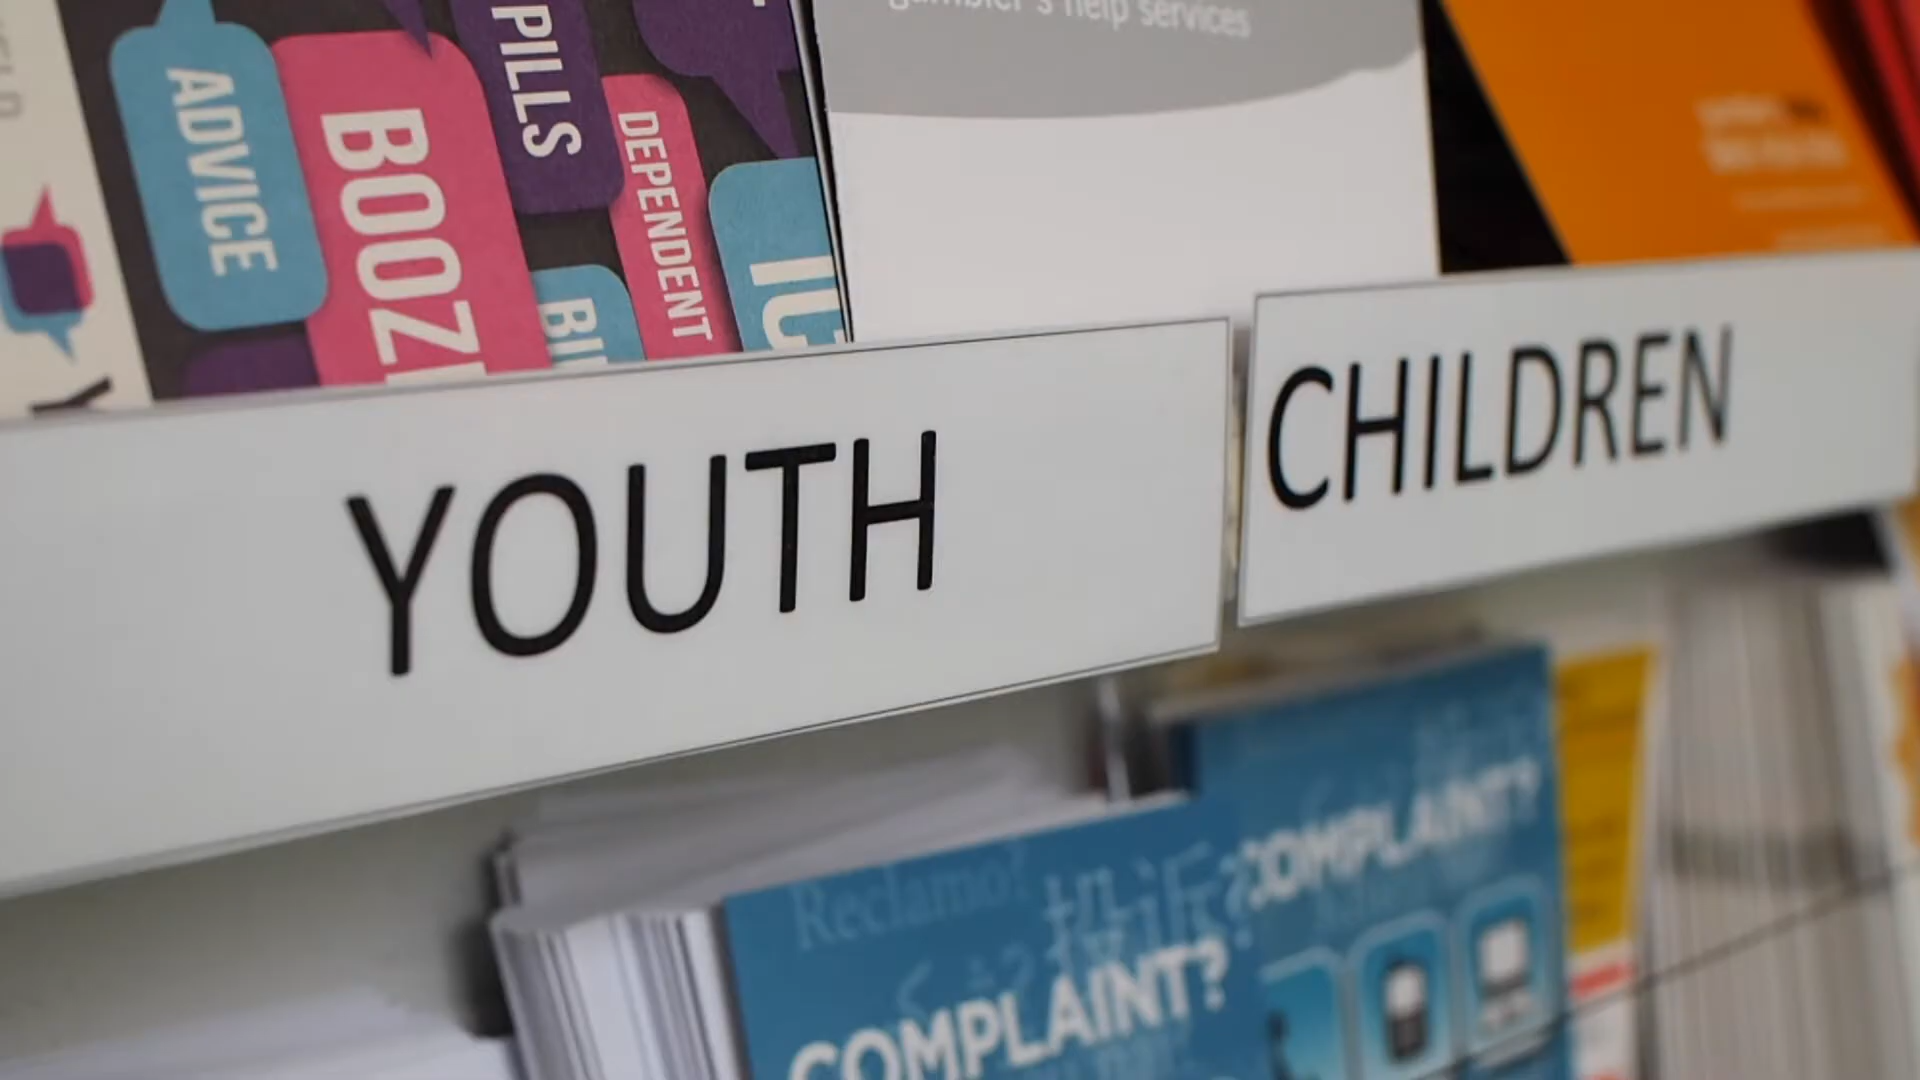 ADVICE
BOOZ
PILLS
DEPENDENT
gambler's help services
YOUTH
CHILDREN
Reclamo?
投诉?
COMPLAINT?
COMPLAINT?